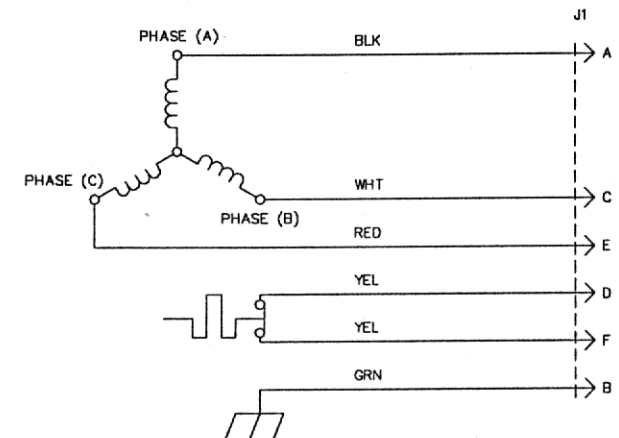 J1
PHASE (A)
BLK
A
PHASE (C)
WHT
C
PHASE (B)
RED
E
YEL
D
YEL
F
GRN
B